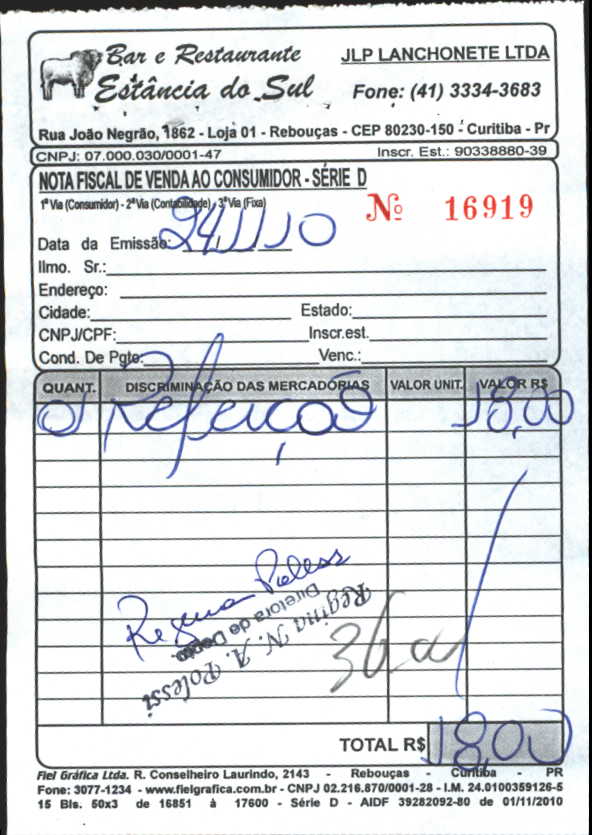 Bar e Restaurante
Estância do Sul
JLP LANCHONETE LTDA
Fone: (41) 3334-3683
Rua João Negrão, 1862 - Loja 01 - Rebouças - CEP 80230-150 - Curitiba - Pr
CNPJ: 07.000.030/0001-47 Inscr. Est.: 90338880-39
NOTA FISCAL DE VENDA AO CONSUMIDOR - SÉRIE D
1ª Via (Consumidor) - 2ª Via (Contabilidade) - 3ª Via (Fixa)
Nº 16919
Data da Emissão:
Ilmo. Sr.:
Endereço:
Cidade: Estado:
CNPJ/CPF: Inscr.est.
Cond. De Pgto: Venc.:
QUANT. DISCRIMINAÇÃO DAS MERCADORIAS VALOR UNIT. VALOR R$
01 Refeição 18,00
Regina Polessi
Regina N. A. Polessi
Diretora de Depto.
TOTAL R$ 18,00
Fiel Gráfica Ltda. R. Conselheiro Laurindo, 2143 - Rebouças - Curitiba - PR
Fone: 3077-1234 - www.fielgrafica.com.br - CNPJ 02.216.870/0001-28 - I.M. 24.0100359126-5
15 Bls. 50x3 de 16851 à 17600 - Série D - AIDF 39282092-80 de 01/11/2010